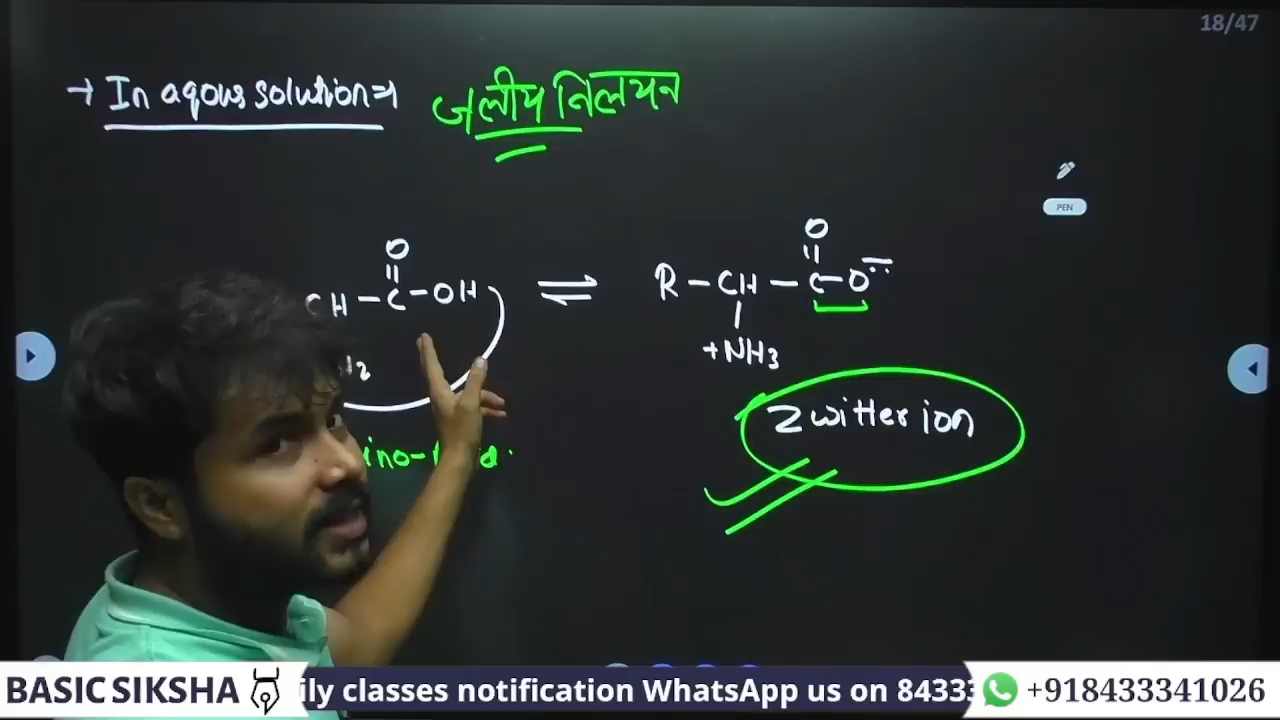 18/47
→ In aqous solution⇒ जलीय निलयन
PEN
O O
CH – C – OH ⇌ R – CH – C – O
+NH3
Zwitter ion
BASIC SIKSHA ily classes notification WhatsApp us on 8433 +918433341026